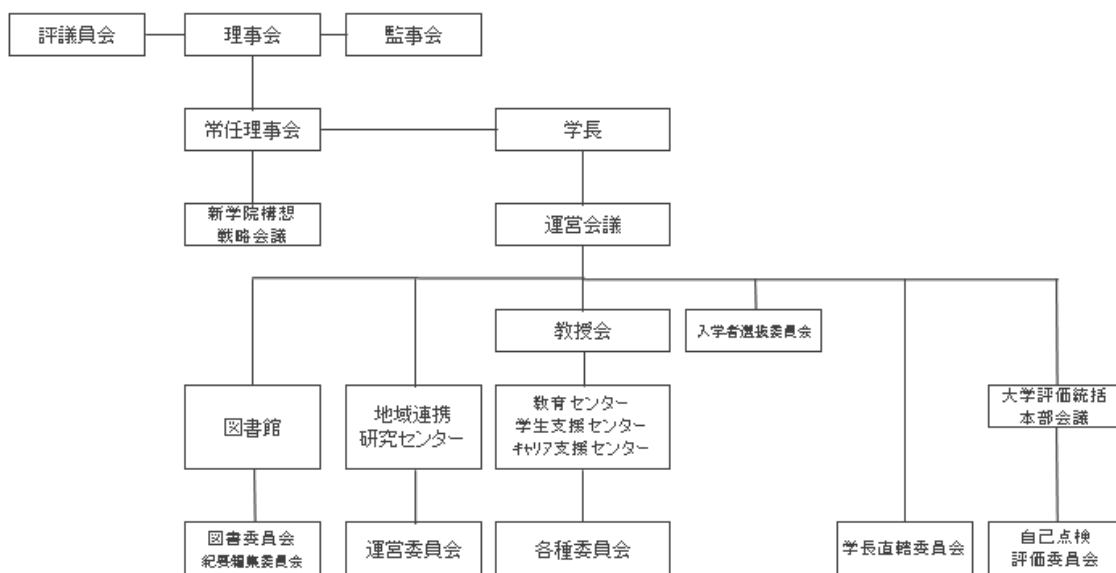 評議員会
理事会
監事会
常任理事会
学長
新学院構想
戦略会議
運営会議
教授会
入学者選抜委員会
図書館
地域連携
研究センター
教育センター
学生支援センター
キャリア支援センター
大学評価統括
本部会議
図書委員会
紀要編集委員会
運営委員会
各種委員会
学長直轄委員会
自己点検
評価委員会